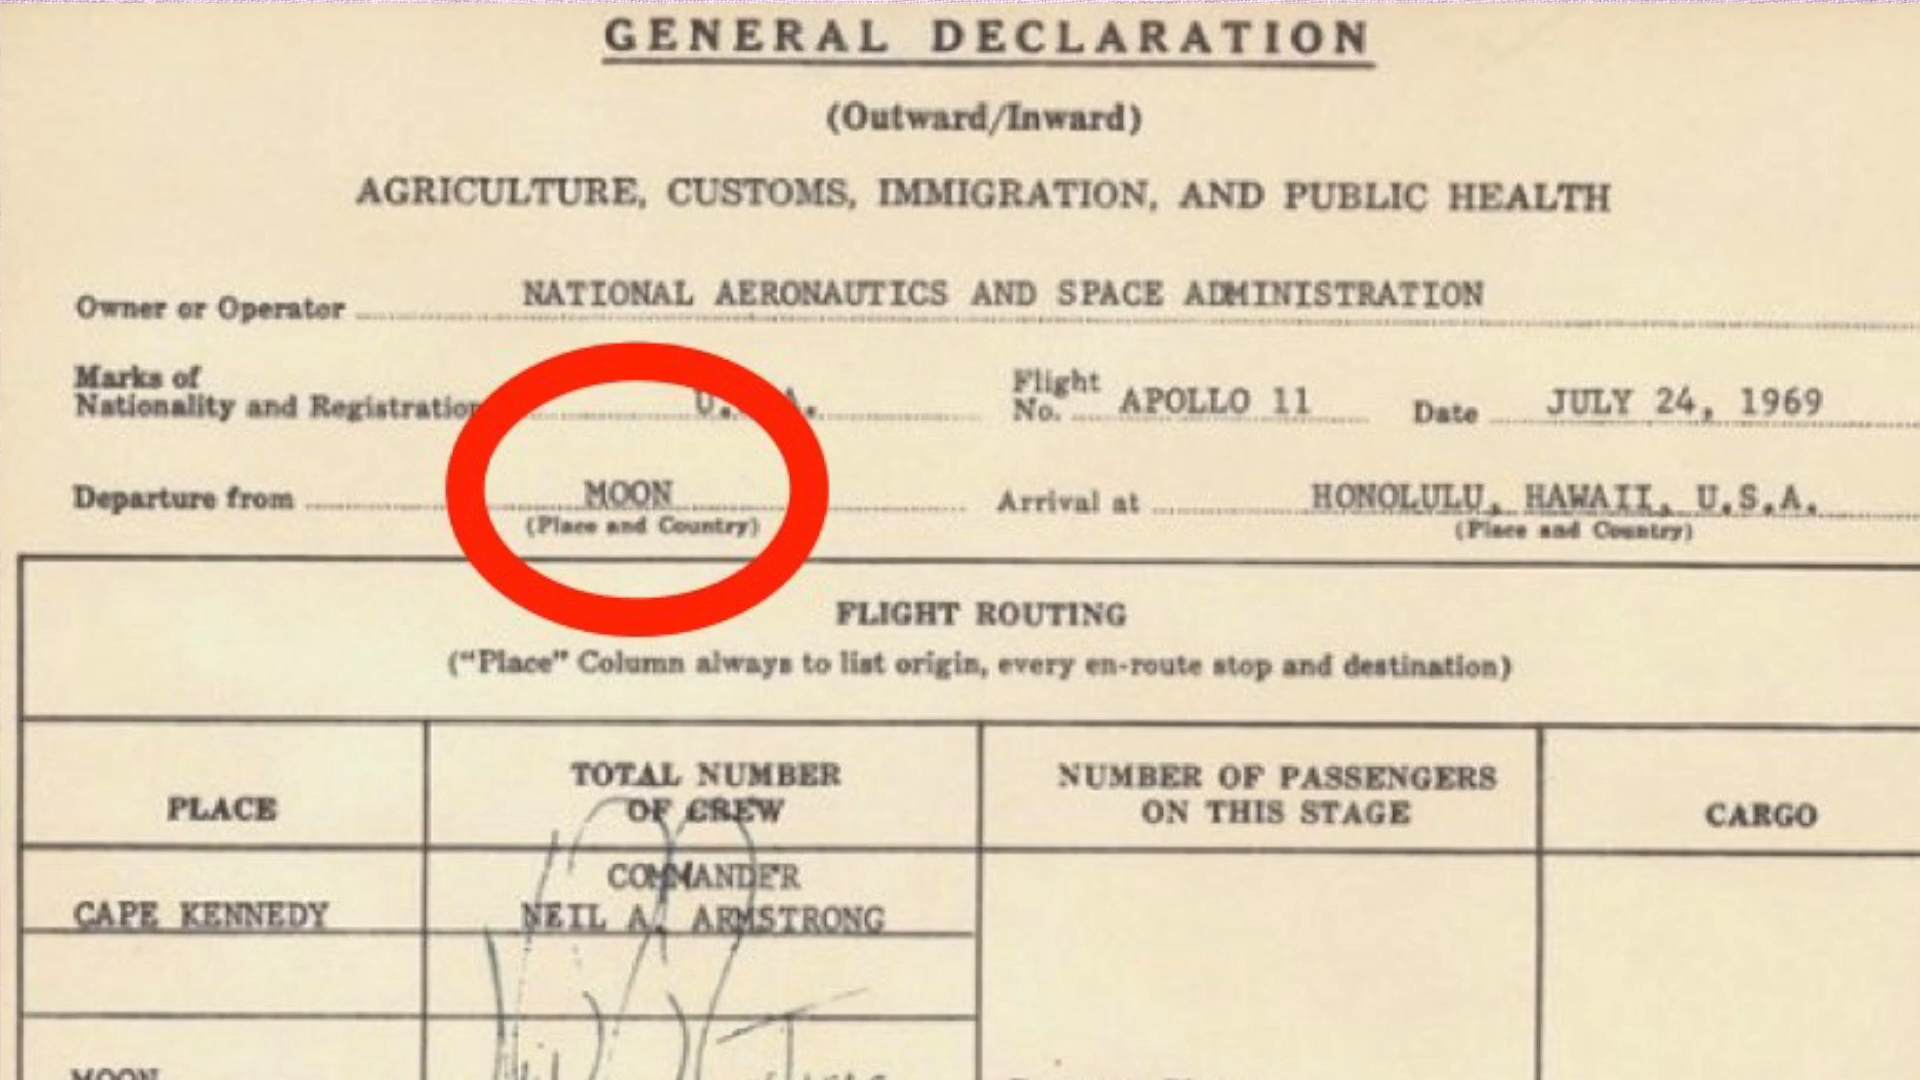 GENERAL DECLARATION
(Outward/Inward)
AGRICULTURE, CUSTOMS, IMMIGRATION, AND PUBLIC HEALTH
Owner or Operator NATIONAL AERONAUTICS AND SPACE ADMINISTRATION
Marks of
Nationality and Registration U. A. Flight No. APOLLO 11 Date JULY 24, 1969
Departure from MOON Arrival at HONOLULU, HAWAII, U.S.A.
(Place and Country) (Place and Country)
FLIGHT ROUTING
("Place" Column always to list origin, every en-route stop and destination)
PLACE TOTAL NUMBER OF CREW NUMBER OF PASSENGERS ON THIS STAGE CARGO
COMMANDER
CAPE KENNEDY NEIL A. ARMSTRONG
MOON